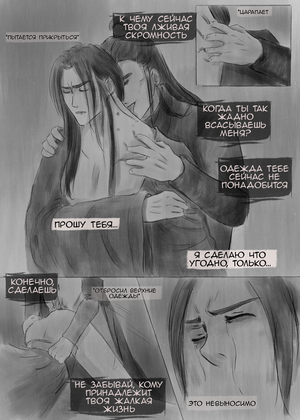 К ЧЕМУ СЕЙЧАС
ТВОЯ ЛЖИВАЯ
СКРОМНОСТЬ
*ЦАРАПАЕТ*
*ПЫТАЕТСЯ ПРИКРЫТЬСЯ*
КОГДА ТЫ ТАК
ЖАДНО
ВСАСЫВАЕШЬ
МЕНЯ?
ОДЕЖДА ТЕБЕ
СЕЙЧАС НЕ
ПОНАДОБИТСЯ
ПРОШУ ТЕБЯ...
Я СДЕЛАЮ ЧТО
УГОДНО, ТОЛЬКО...
КОНЕЧНО,
СДЕЛАЕШЬ
*ОТБРОСИЛ ВЕРХНИЕ
ОДЕЖДЫ*
"НЕ ЗАБЫВАЙ, КОМУ
ПРИНАДЛЕЖИТ
ТВОЯ ЖАЛКАЯ
ЖИЗНЬ
ЭТО НЕВЫНОСИМО